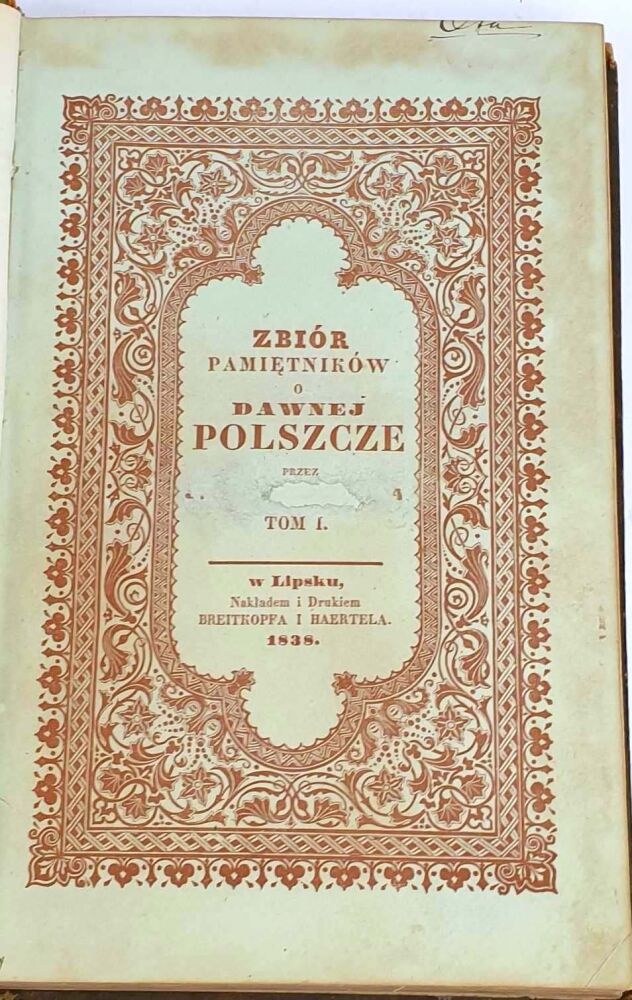 ZBIÓR
PAMIĘTNIKÓW
O
DAWNEJ
POLSZCZE
PRZEZ
TOM I.
w Lipsku,
Nakładem i Drukiem
BREITKOPFA I HAERTELA.
1838.